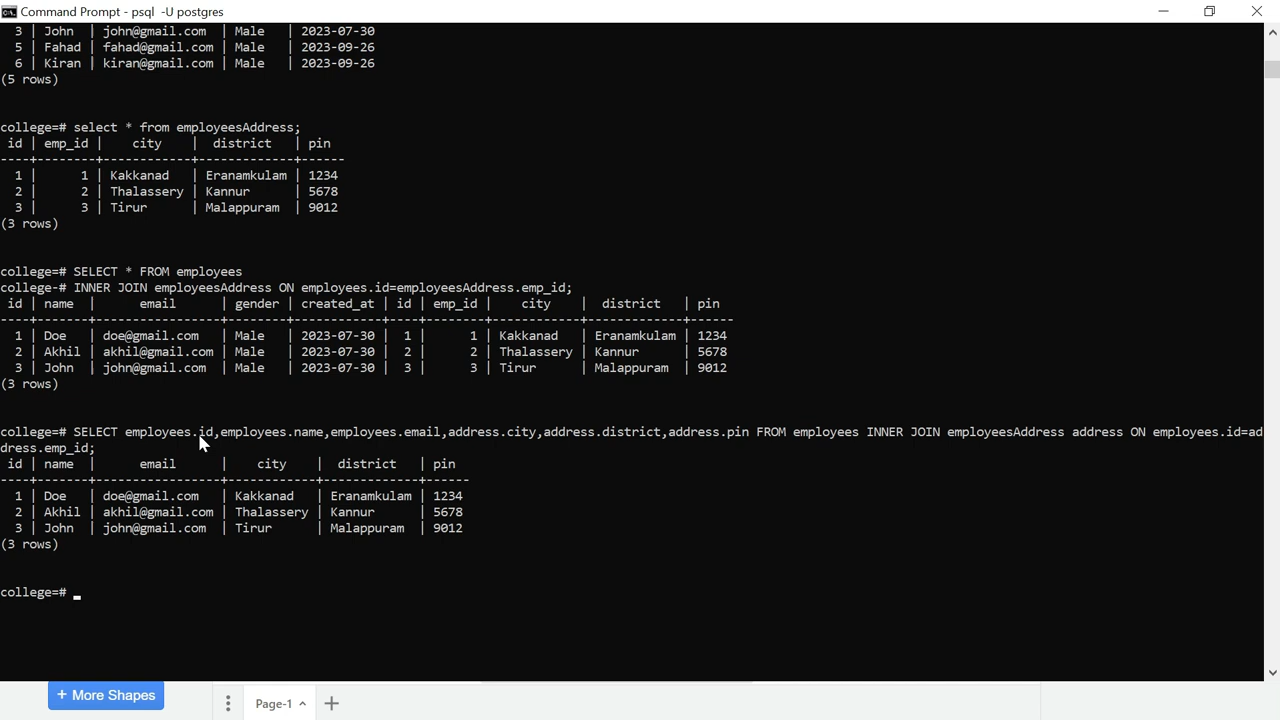 Command Prompt - psql  -U postgres
  3 | John  | john@gmail.com  | Male   | 2023-07-30
  5 | Fahad | fahad@gmail.com | Male   | 2023-09-26
  6 | Kiran | kiran@gmail.com | Male   | 2023-09-26
(5 rows)
college=# select * from employeesAddress;
 id | emp_id |    city    |  district  | pin
----+--------+------------+-------------+------
  1 |      1 | Kakkanad   | Eranamkulam | 1234
  2 |      2 | Thalassery | Kannur      | 5678
  3 |      3 | Tirur      | Malappuram  | 9012
(3 rows)
college=# SELECT * FROM employees
college-# INNER JOIN employeesAddress ON employees.id=employeesAddress.emp_id;
 id | name  |      email      | gender | created_at | id | emp_id |    city    |  district   | pin
----+-------+-----------------+--------+------------+----+--------+------------+-------------+------
  1 | Doe   | doe@gmail.com   | Male   | 2023-07-30 |  1 |      1 | Kakkanad   | Eranamkulam | 1234
  2 | Akhil | akhil@gmail.com | Male   | 2023-07-30 |  2 |      2 | Thalassery | Kannur      | 5678
  3 | John  | john@gmail.com  | Male   | 2023-07-30 |  3 |      3 | Tirur      | Malappuram  | 9012
(3 rows)
college=# SELECT employees.id,employees.name,employees.email,address.city,address.district,address.pin FROM employees INNER JOIN employeesAddress address ON employees.id=ad
dress.emp_id;
 id | name  |      email      |    city    |  district   | pin
----+-------+-----------------+------------+-------------+------
  1 | Doe   | doe@gmail.com   | Kakkanad   | Eranamkulam | 1234
  2 | Akhil | akhil@gmail.com | Thalassery | Kannur      | 5678
  3 | John  | john@gmail.com  | Tirur      | Malappuram  | 9012
(3 rows)
college=#
+ More Shapes
Page-1